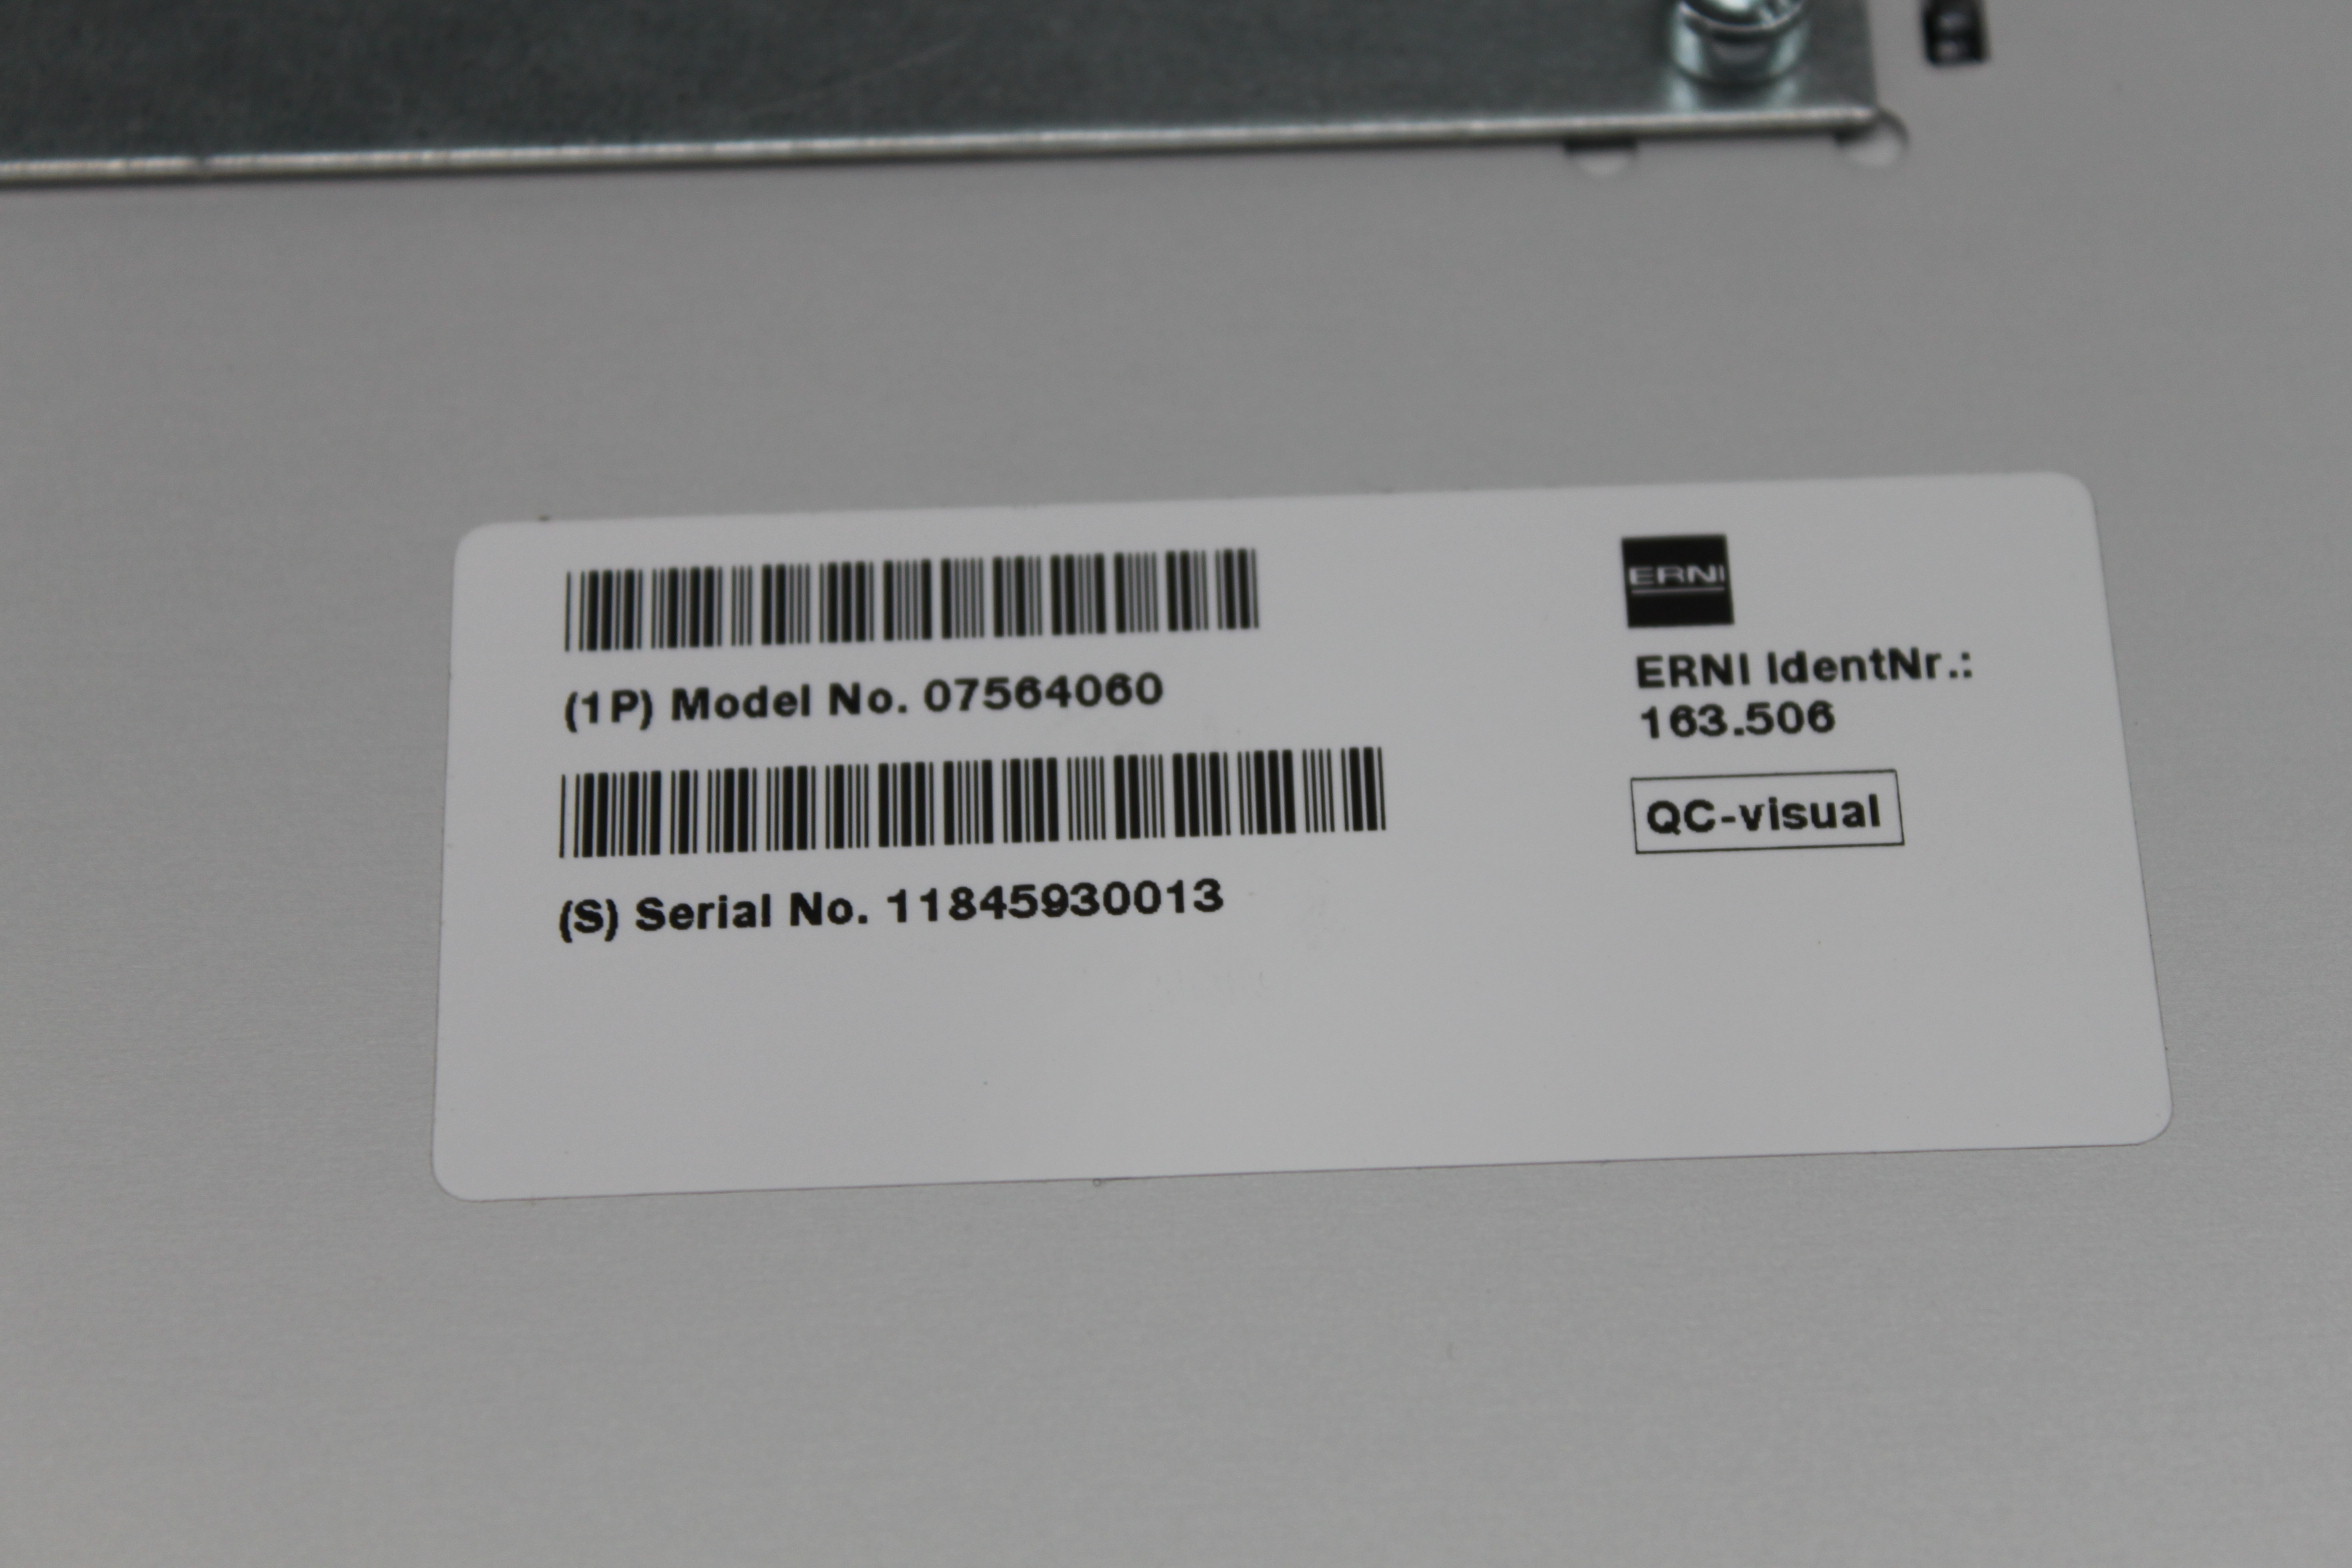 (1P) Model No. 07564060
(S) Serial No. 11845930013
ERNI
ERNI IdentNr.:
163.506
QC-visual